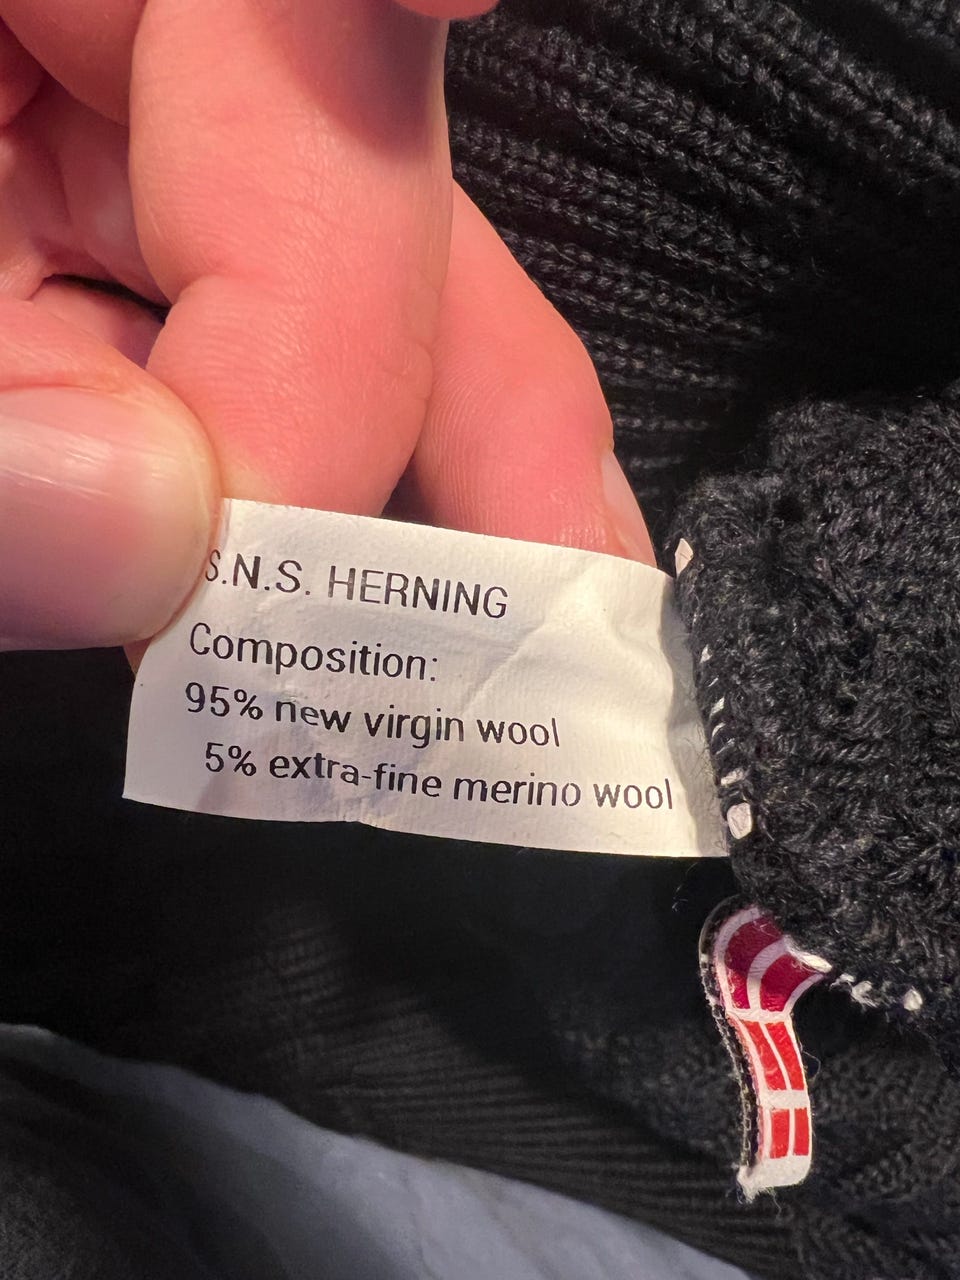 S.N.S. HERNING
Composition:
95% new virgin wool
5% extra-fine merino wool